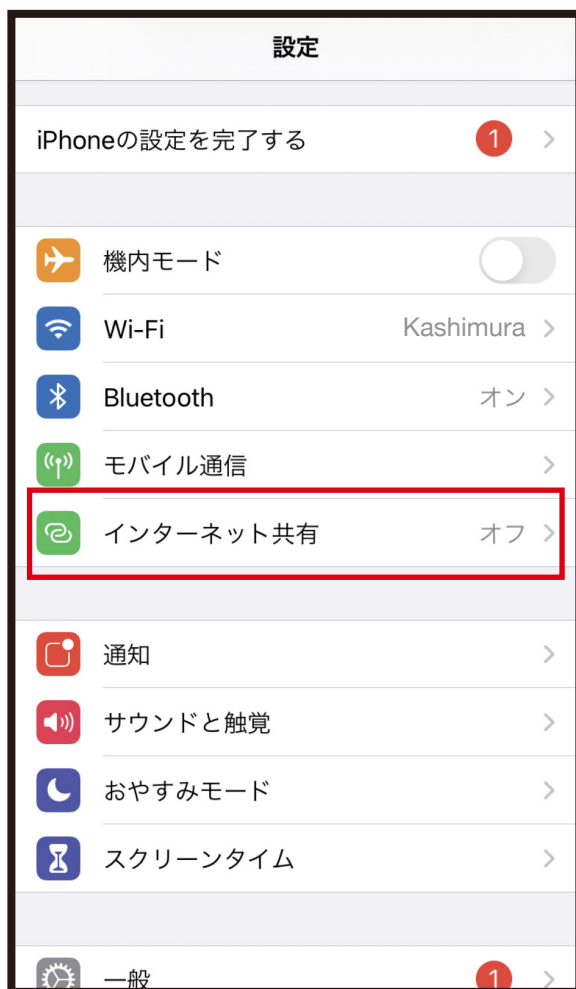 設定
iPhoneの設定を完了する 1
機内モード
Wi-Fi Kashimura
Bluetooth オン
モバイル通信
インターネット共有 オフ
通知
サウンドと触覚
おやすみモード
スクリーンタイム
一般 1